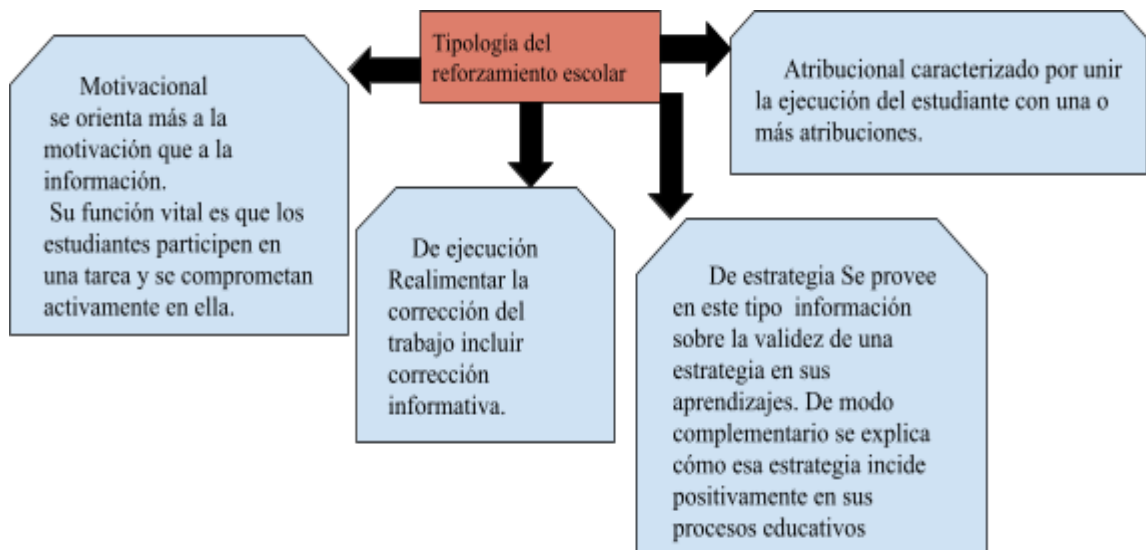 Tipología del
reforzamiento escolar
Motivacional
se orienta más a la
motivación que a la
información.
Su función vital es que los
estudiantes participen en
una tarea y se comprometan
activamente en ella.
De ejecución
Realimentar la
corrección del
trabajo incluir
corrección
informativa.
De estrategia Se provee
en este tipo información
sobre la validez de una
estrategia en sus
aprendizajes. De modo
complementario se explica
cómo esa estrategia incide
positivamente en sus
procesos educativos
Atribucional caracterizado por unir
la ejecución del estudiante con una o
más atribuciones.